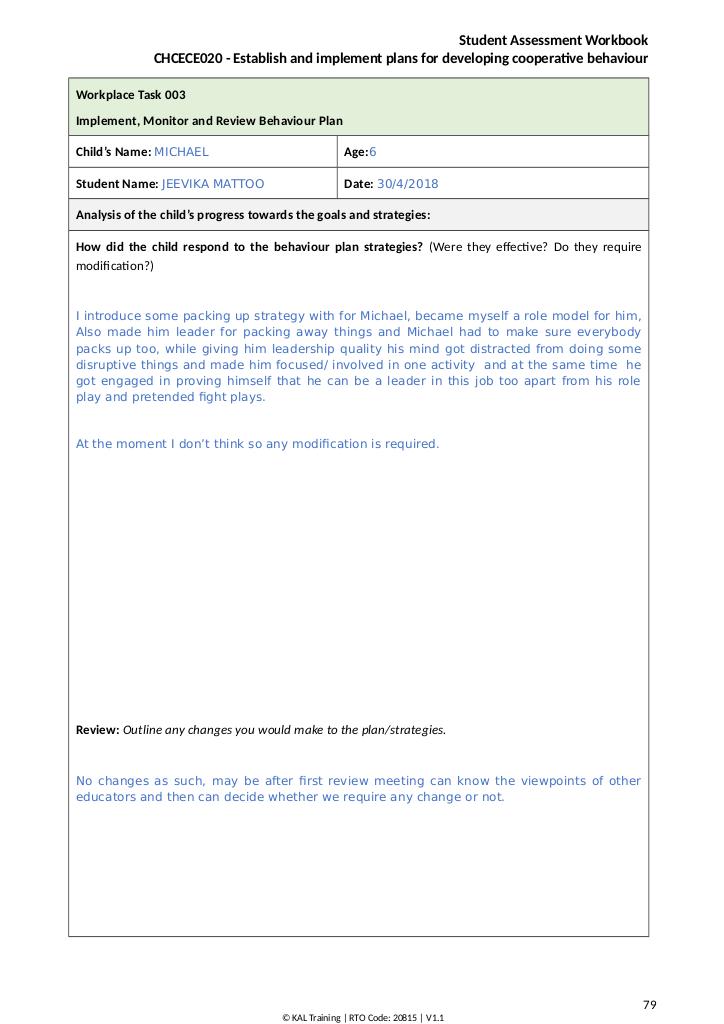 Student Assessment Workbook
CHCECE020 - Establish and implement plans for developing cooperative behaviour
Workplace Task 003
Implement, Monitor and Review Behaviour Plan
Child's Name: MICHAEL
Age:6
Student Name: JEEVIKA MATTOO
Date: 30/4/2018
Analysis of the child's progress towards the goals and strategies:
How did the child respond to the behaviour plan strategies? (Were they effective? Do they require
modification?)
I introduce some packing up strategy with for Michael, became myself a role model for him,
Also made him leader for packing away things and Michael had to make sure everybody
packs up too, while giving him leadership quality his mind got distracted from doing some
disruptive things and made him focused/ involved in one activity  and at the same time  he
got engaged in proving himself that he can be a leader in this job too apart from his role
play and pretended fight plays.
At the moment I don't think so any modification is required.
Review: Outline any changes you would make to the plan/strategies.
No changes as such, may be after first review meeting can know the viewpoints of other
educators and then can decide whether we require any change or not.
79
© KAL Training | RTO Code: 20815 | V1.1